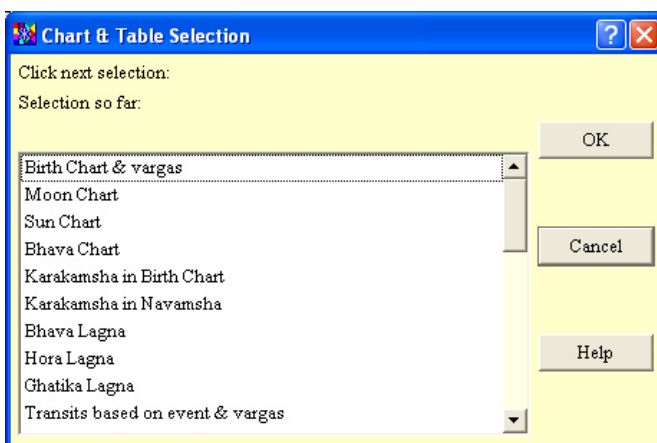 Chart & Table Selection
Click next selection:
Selection so far:
OK
Birth Chart & vargas
Moon Chart
Sun Chart
Bhava Chart
Cancel
Karakamsha in Birth Chart
Karakamsha in Navamsha
Bhava Lagna
Hora Lagna
Help
Ghatika Lagna
Transits based on event & vargas